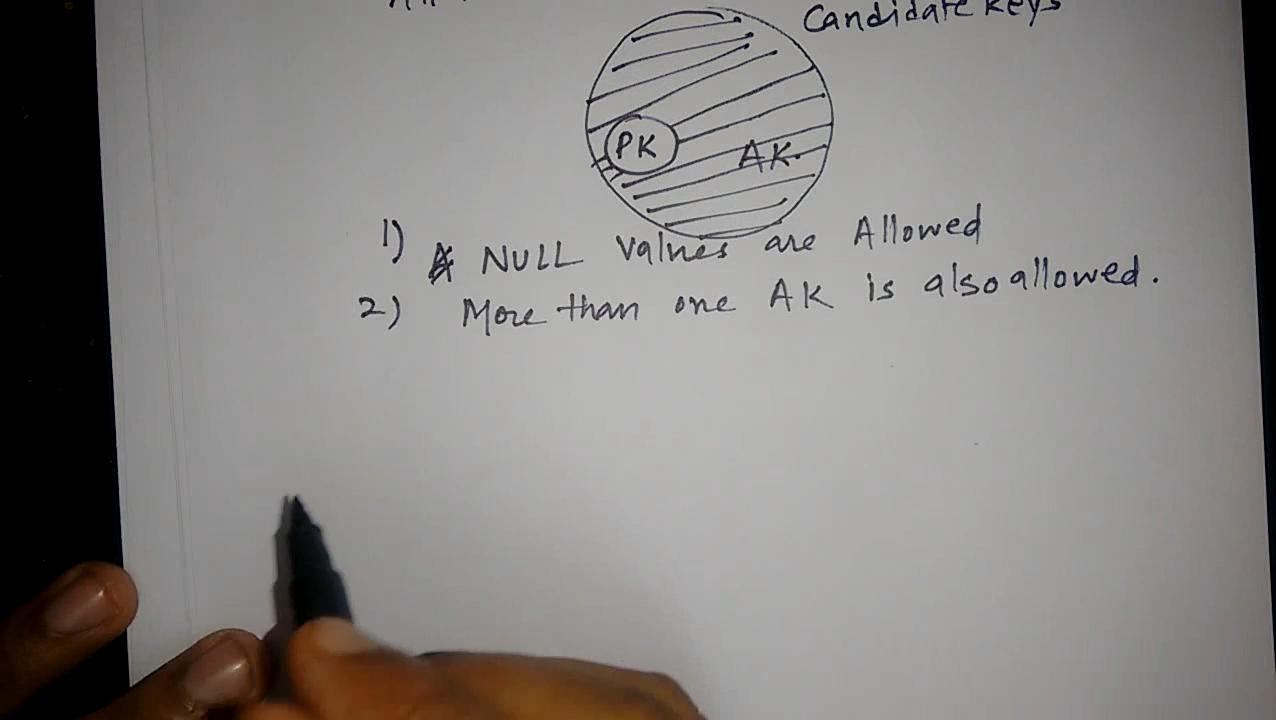 Candidate Keys
PK
AK.
1) NULL Values are Allowed
2) More than one AK is also allowed.